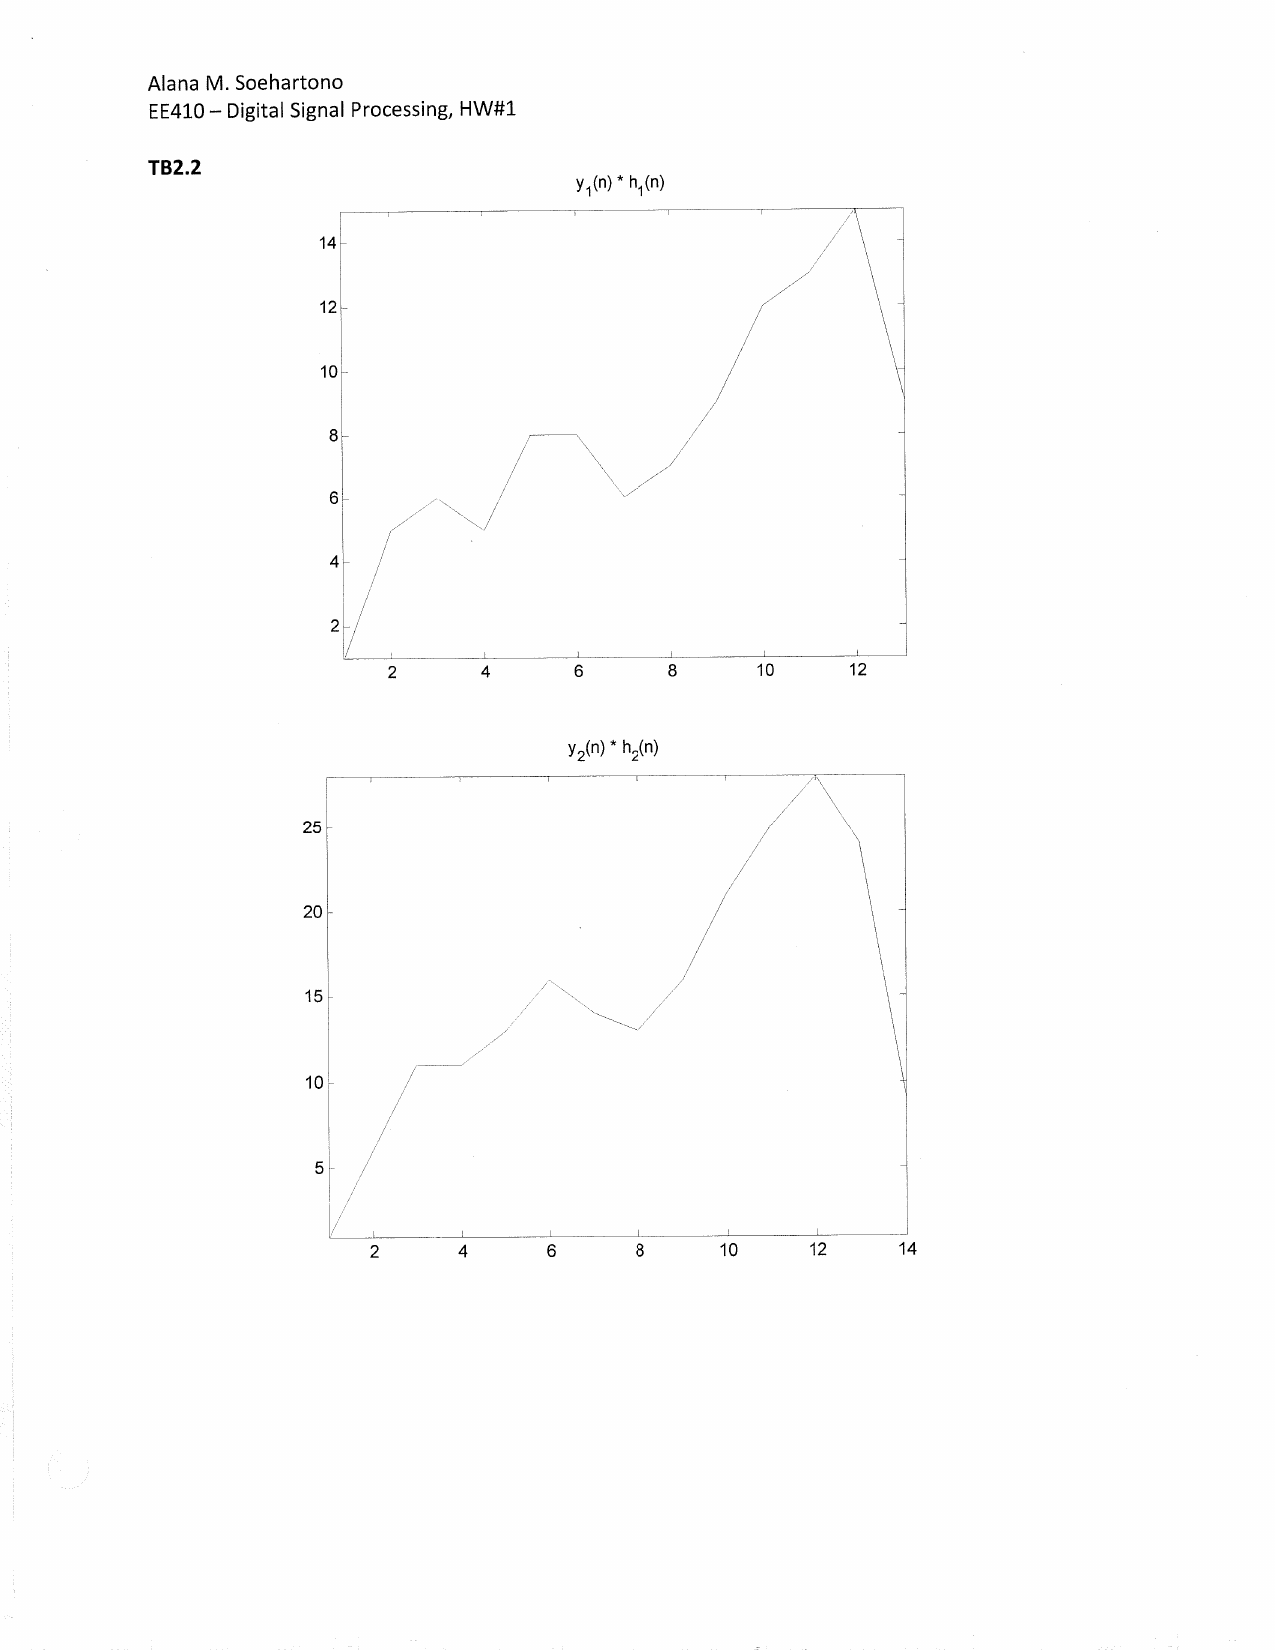 Alana M. Soehartono
EE410 – Digital Signal Processing, HW#1
TB2.2
y1(n) * h1(n)
14
12
10
8
6
4
2
2 4 6 8 10 12
y2(n) * h2(n)
25
20
15
10
5
2 4 6 8 10 12 14